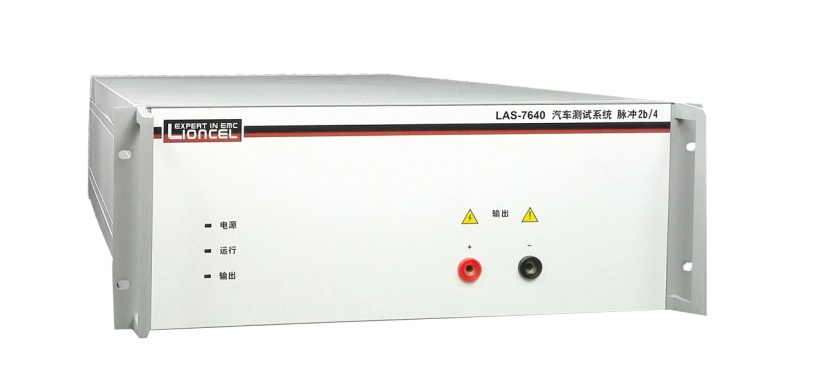 EXPERT IN EMC
LIONCEL
LAS-7640 汽车测试系统 脉冲2b/4
输出
电源
+ -
运行
输出